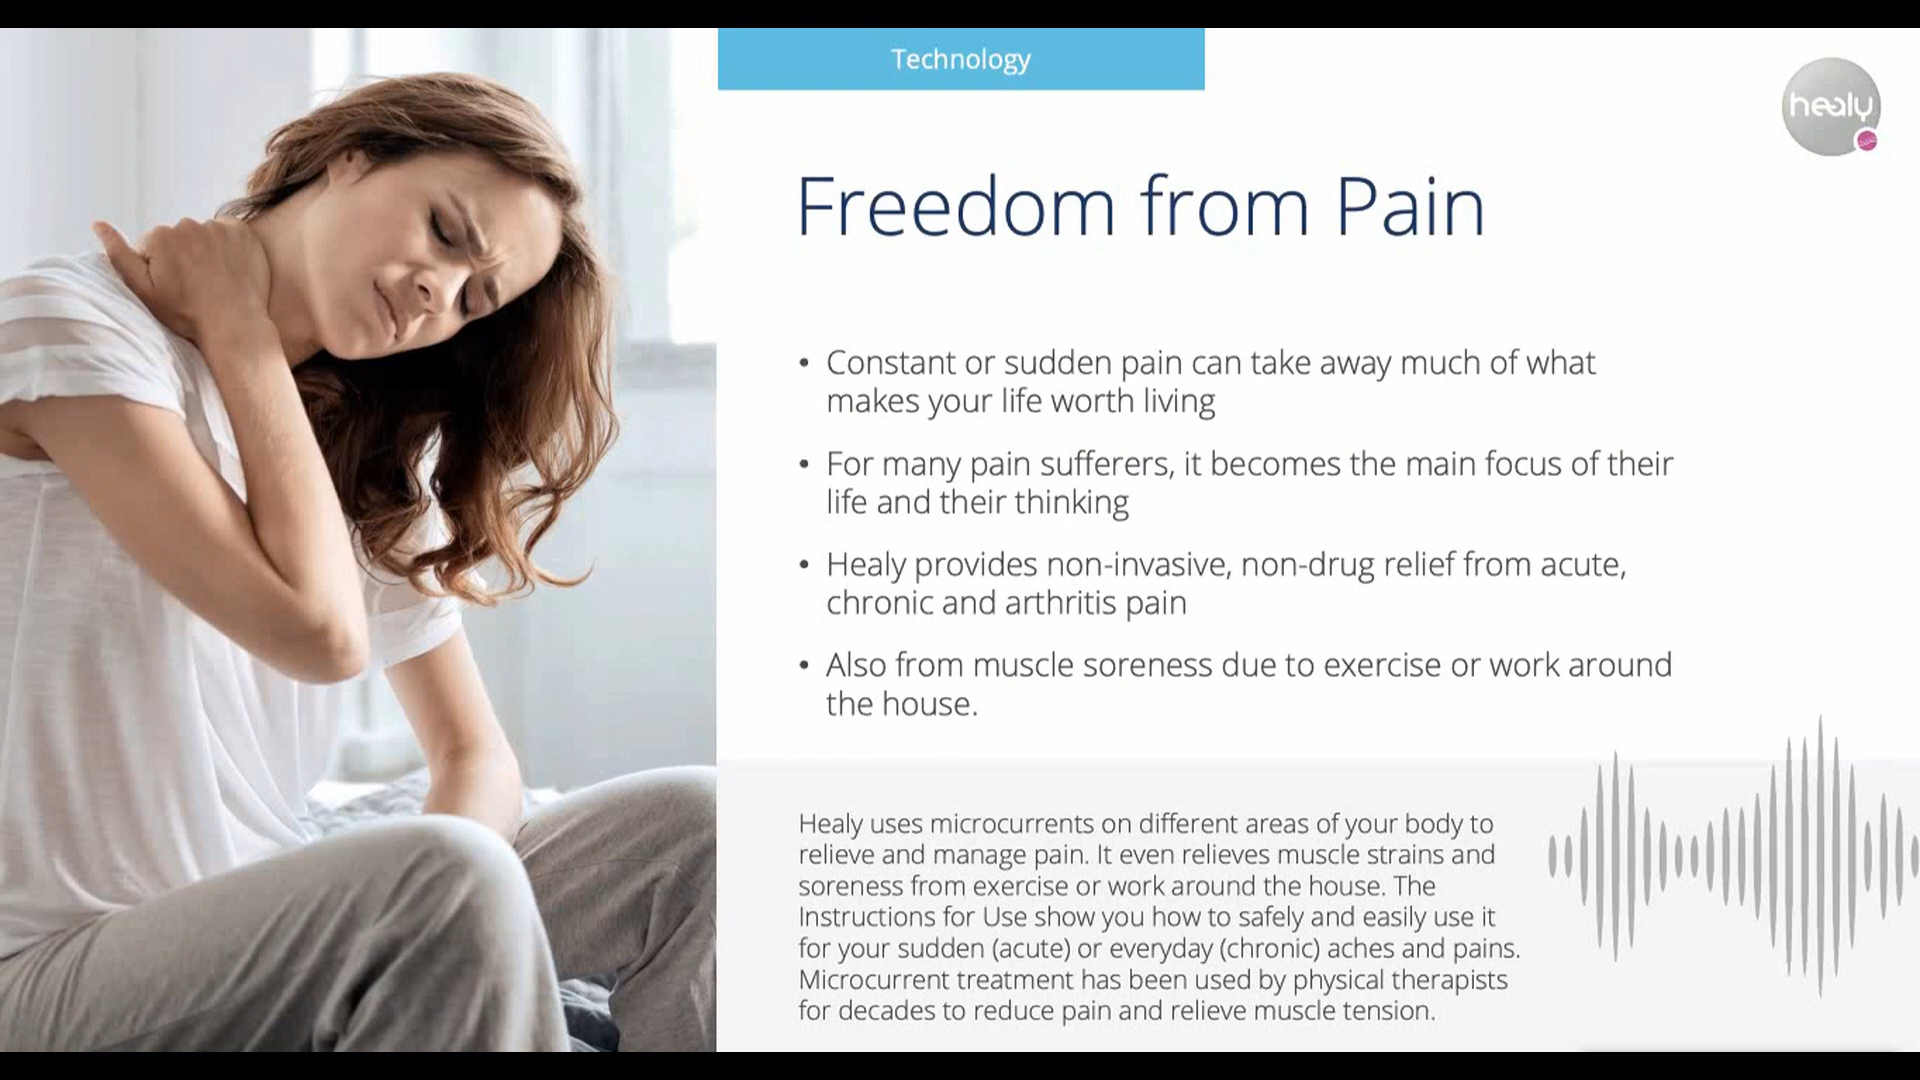 Technology
healy
Freedom from Pain
• Constant or sudden pain can take away much of what
makes your life worth living
• For many pain sufferers, it becomes the main focus of their
life and their thinking
• Healy provides non-invasive, non-drug relief from acute,
chronic and arthritis pain
• Also from muscle soreness due to exercise or work around
the house.
Healy uses microcurrents on different areas of your body to
relieve and manage pain. It even relieves muscle strains and
soreness from exercise or work around the house. The
Instructions for Use show you how to safely and easily use it
for your sudden (acute) or everyday (chronic) aches and pains.
Microcurrent treatment has been used by physical therapists
for decades to reduce pain and relieve muscle tension.